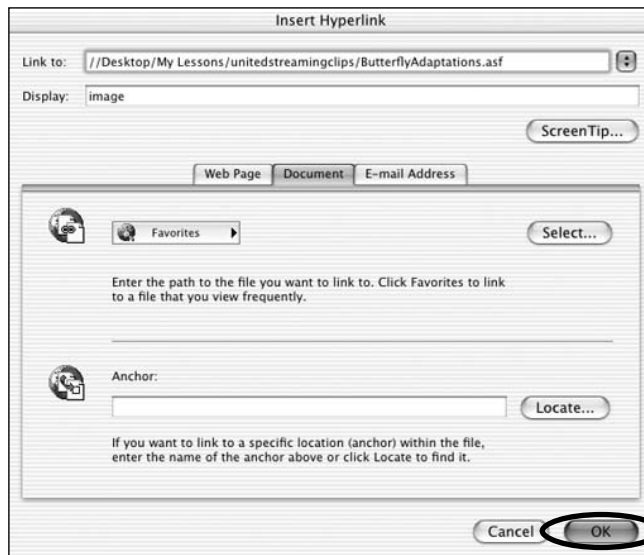 Insert Hyperlink
Link to: //Desktop/My Lessons/unitedstreamingclips/ButterflyAdaptations.asf
Display: image
ScreenTip...
Web Page Document E-mail Address
Favorites Select...
Enter the path to the file you want to link to. Click Favorites to link
to a file that you view frequently.
Anchor:
Locate...
If you want to link to a specific location (anchor) within the file,
enter the name of the anchor above or click Locate to find it.
Cancel OK